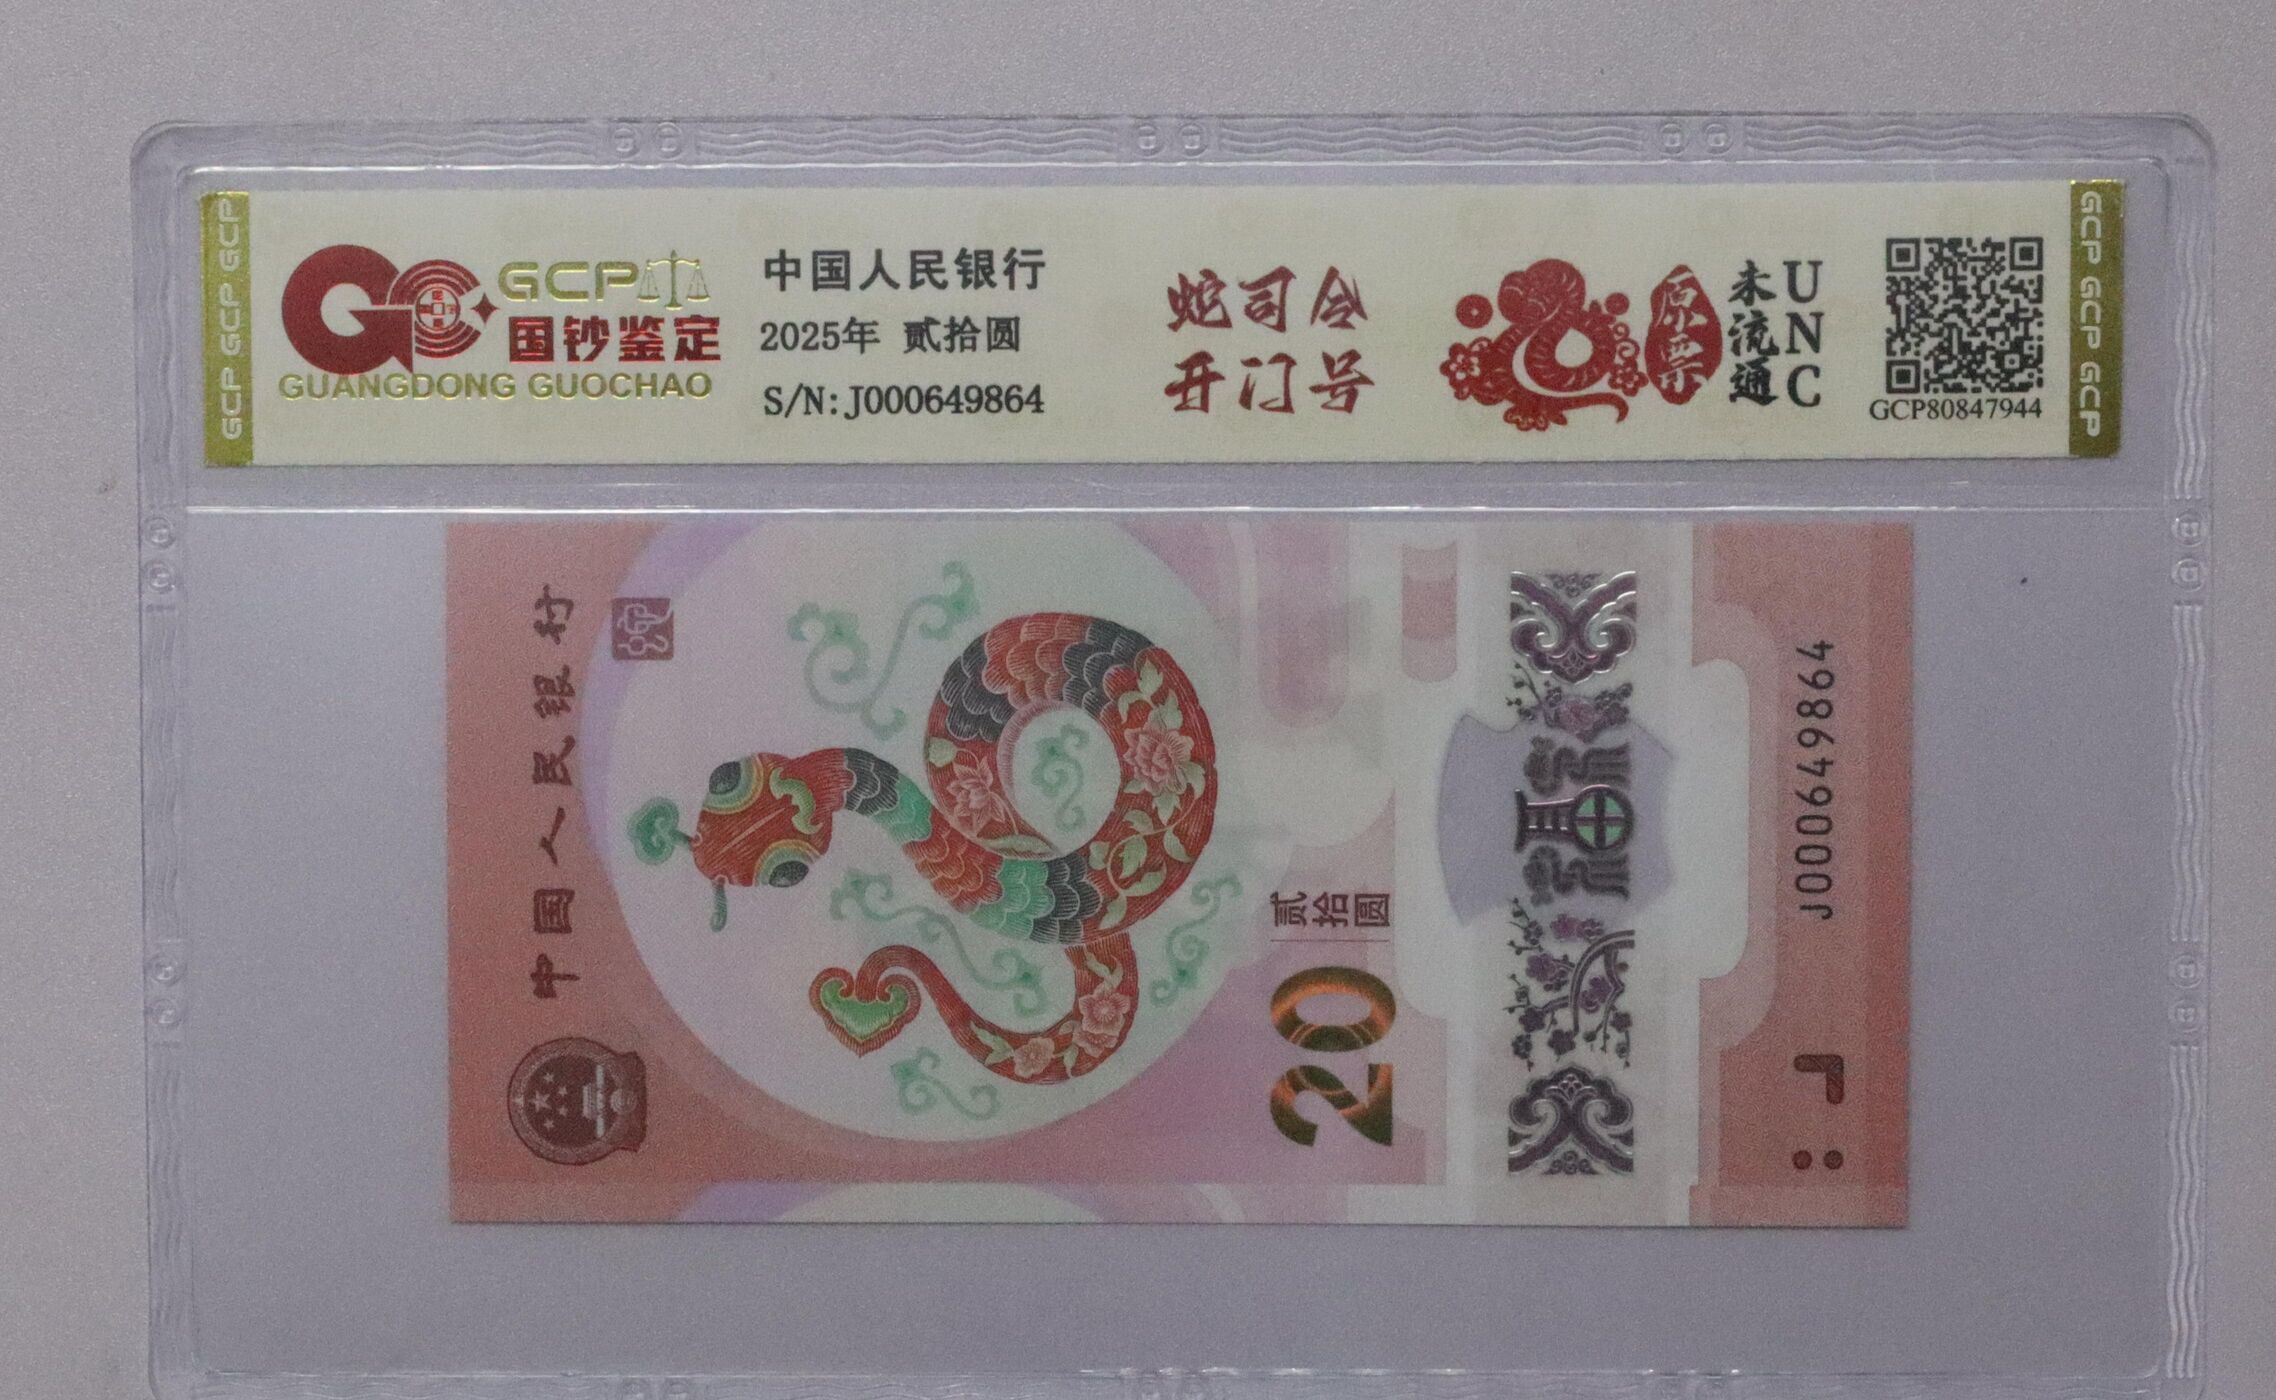 GCP GCP GCP
GCP
国钞鉴定
GUANGDONG GUOCHAO
中国人民银行
2025年 贰拾圆
S/N:J000649864
蛇司令
开门号
原票
未流通
UNC
GCP80847944
GCP GCP GCP
中国人民银行
贰拾圆
20
福
J000649864